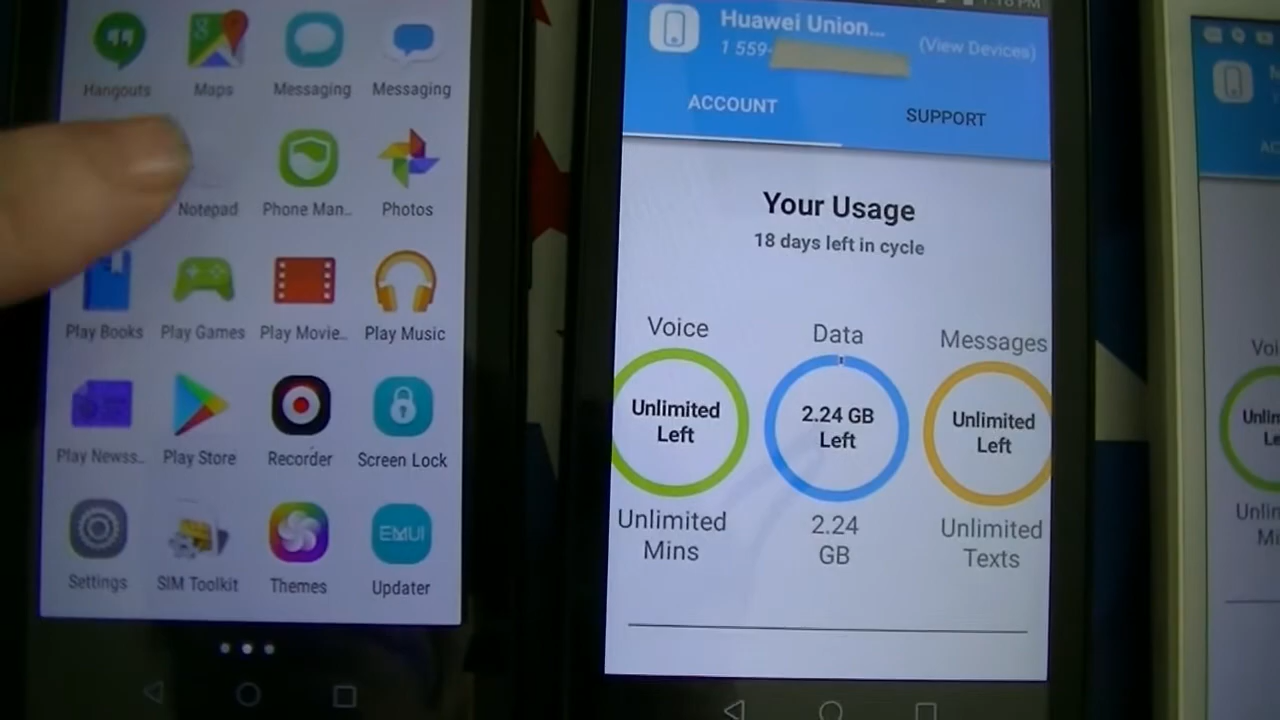 Hangouts
Maps
Messaging
Messaging
Notepad
Phone Man..
Photos
Play Books
Play Games
Play Movie..
Play Music
Play Newss..
Play Store
Recorder
Screen Lock
EMUI
Settings
SIM Toolkit
Themes
Updater
Huawei Union...
1 559-
(View Devices)
ACCOUNT
SUPPORT
Your Usage
18 days left in cycle
Voice
Data
Messages
Unlimited
Left
2.24 GB
Left
Unlimited
Left
Unlimited
Mins
2.24
GB
Unlimited
Texts